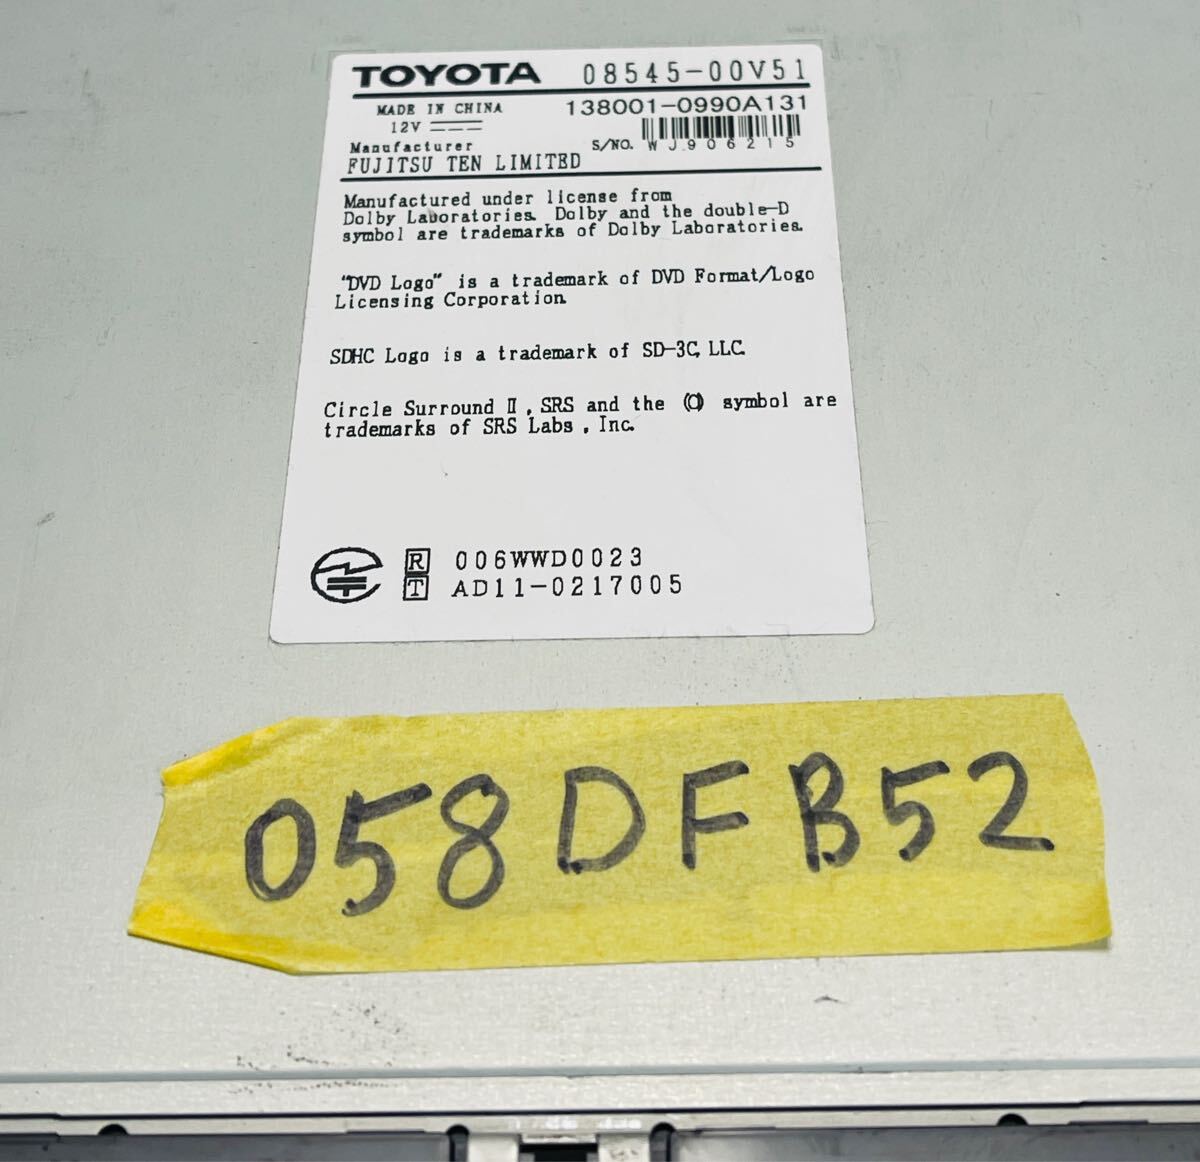 TOYOTA 08545-00V51
MADE IN CHINA 138001-0990A131
12V
Manufacturer S/NO. WJ906215
FUJITSU TEN LIMITED
Manufactured under license from
Dolby Laboratories. Dolby and the double-D
symbol are trademarks of Dolby Laboratories.
"DVD Logo" is a trademark of DVD Format/Logo
Licensing Corporation.
SDHC Logo is a trademark of SD-3C, LLC.
Circle Surround II, SRS and the symbol are
trademarks of SRS Labs, Inc.
R 006WWD0023
T AD11-0217005
058DFB52